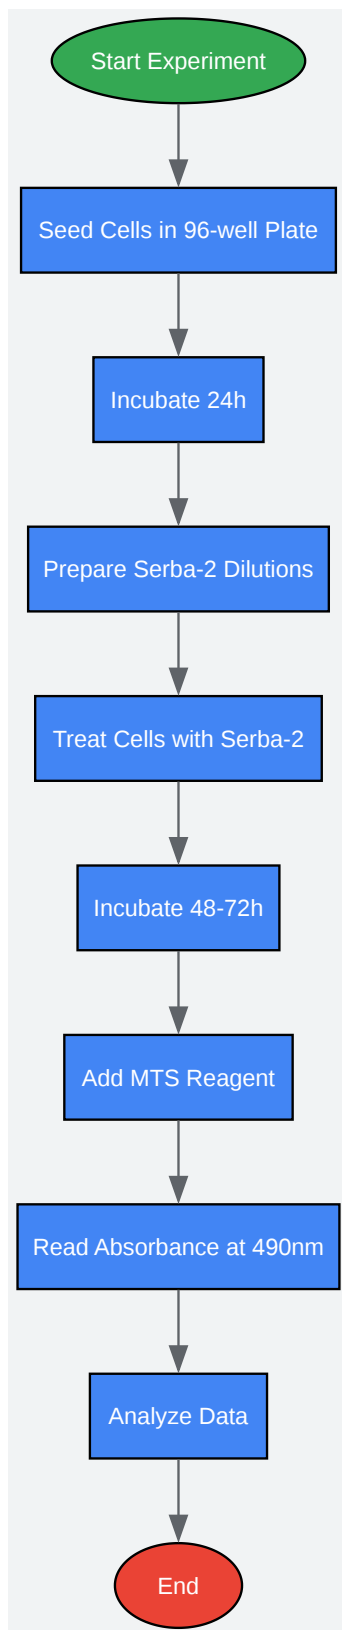 Start Experiment
Seed Cells in 96-well Plate
Incubate 24h
Prepare Serba-2 Dilutions
Treat Cells with Serba-2
Incubate 48-72h
Add MTS Reagent
Read Absorbance at 490nm
Analyze Data
End